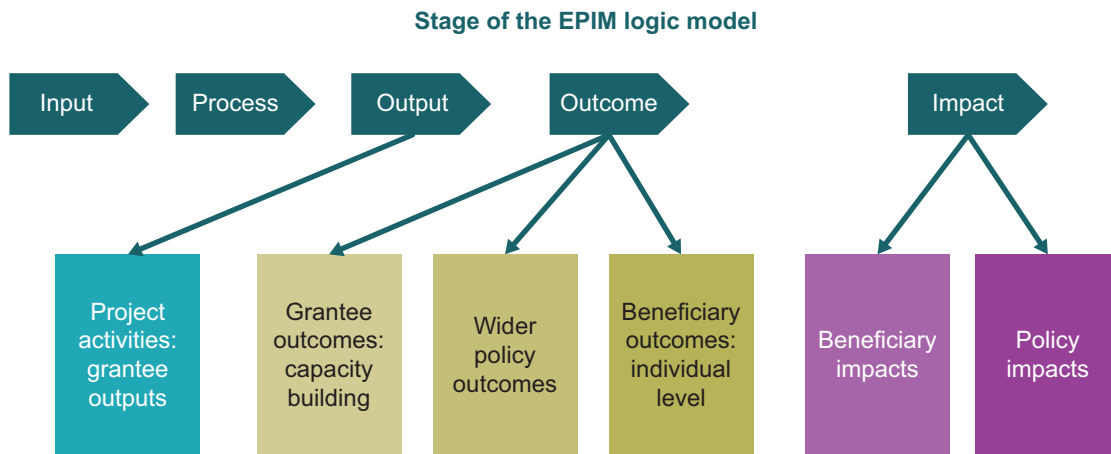 Stage of the EPIM logic model
Input
Process
Output
Outcome
Impact
Project
activities:
grantee
outputs
Grantee
outcomes:
capacity
building
Wider
policy
outcomes
Beneficiary
outcomes:
individual
level
Beneficiary
impacts
Policy
impacts